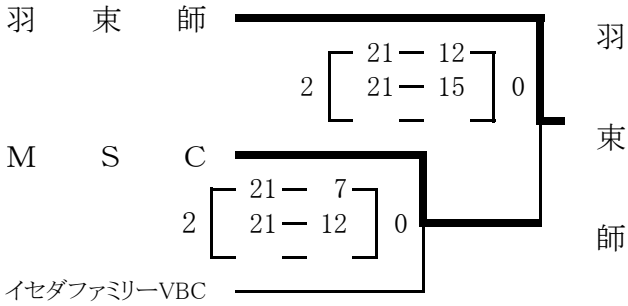 羽 束 師
21 ― 12
2 21 ― 15 0
―
M S C
21 ― 7
2 21 ― 12 0
―
イセダファミリーVBC
羽
束
師